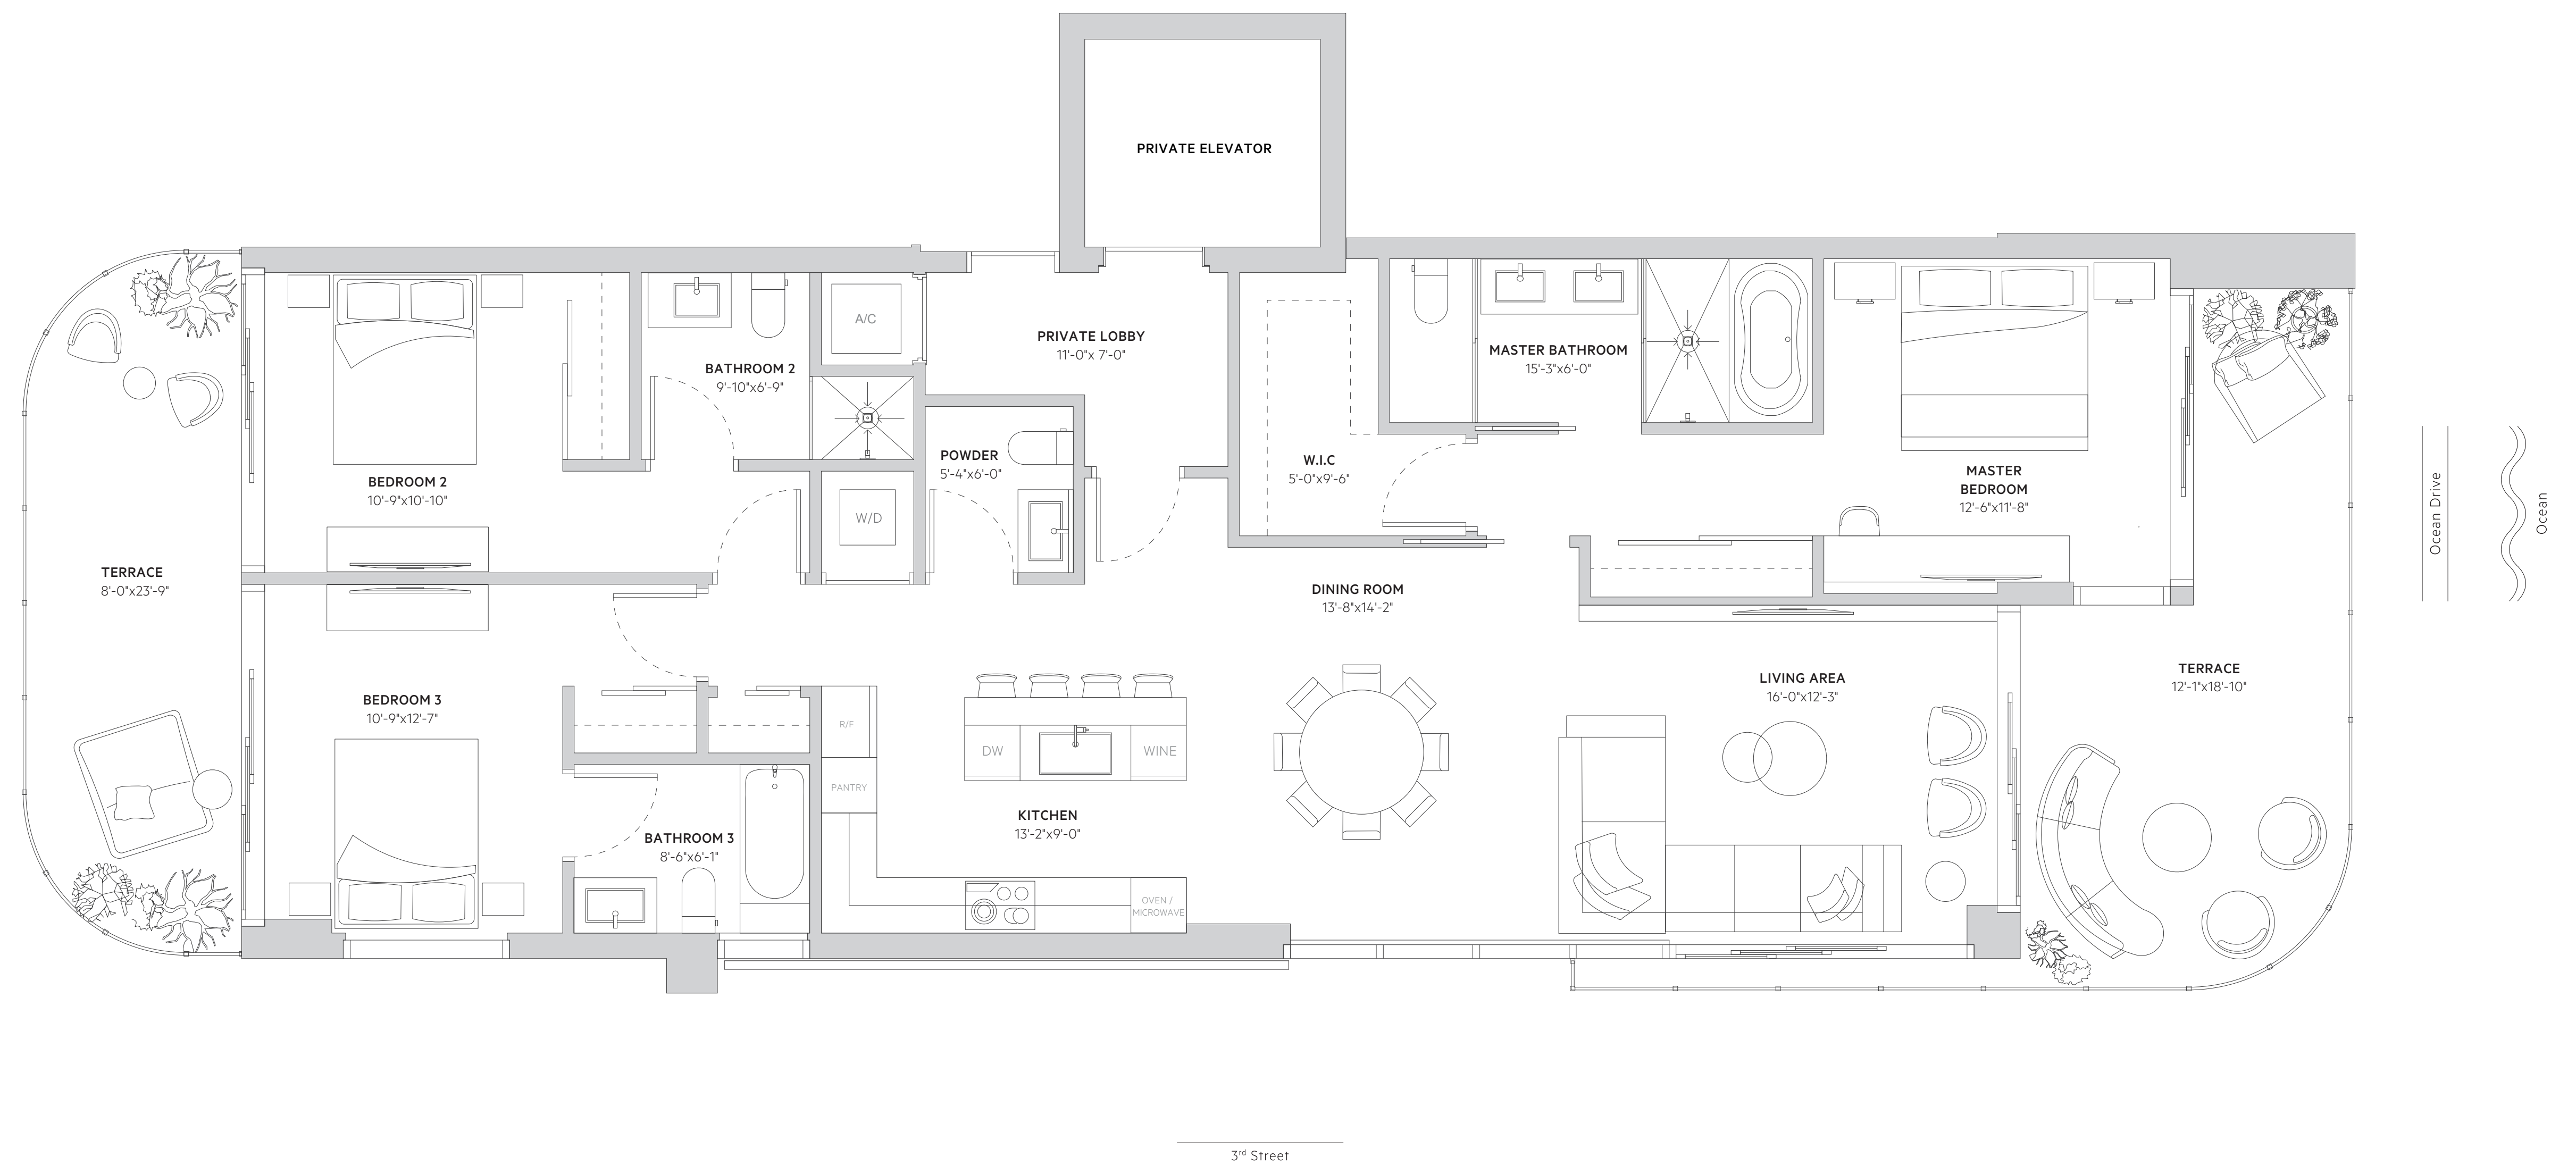 PRIVATE ELEVATOR
A/C
PRIVATE LOBBY
11'-0"x 7'-0"
BATHROOM 2
9'-10"x6'-9"
MASTER BATHROOM
15'-3"x6'-0"
POWDER
5'-4"x6'-0"
W.I.C
5'-0"x9'-6"
MASTER
BEDROOM
12'-6"x11'-8"
BEDROOM 2
10'-9"x10'-10"
W/D
Ocean Drive
Ocean
TERRACE
8'-0"x23'-9"
DINING ROOM
13'-8"x14'-2"
BEDROOM 3
10'-9"x12'-7"
LIVING AREA
16'-0"x12'-3"
TERRACE
12'-1"x18'-10"
R/F
DW
WINE
PANTRY
KITCHEN
13'-2"x9'-0"
BATHROOM 3
8'-6"x6'-1"
OVEN /
MICROWAVE
3rd Street